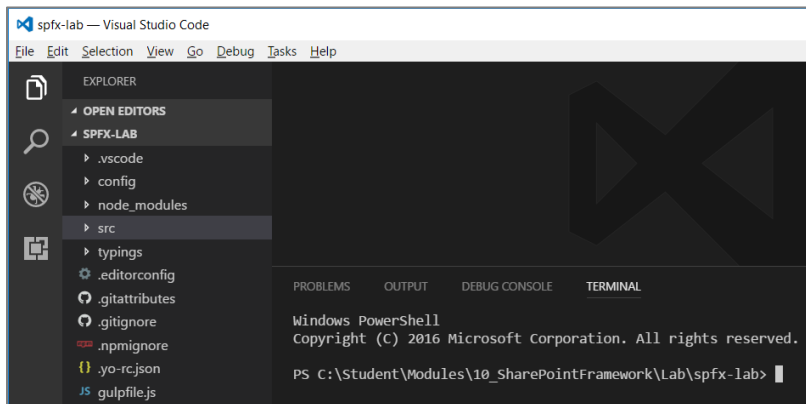 spfx-lab — Visual Studio Code
File Edit Selection View Go Debug Tasks Help
EXPLORER
OPEN EDITORS
SPFX-LAB
.vscode
config
node_modules
src
typings
.editorconfig
.gitattributes
.gitignore
.npmignore
{} .yo-rc.json
JS gulpfile.js
PROBLEMS OUTPUT DEBUG CONSOLE TERMINAL
Windows PowerShell
Copyright (C) 2016 Microsoft Corporation. All rights reserved.
PS C:\Student\Modules\10_SharePointFramework\Lab\spfx-lab>